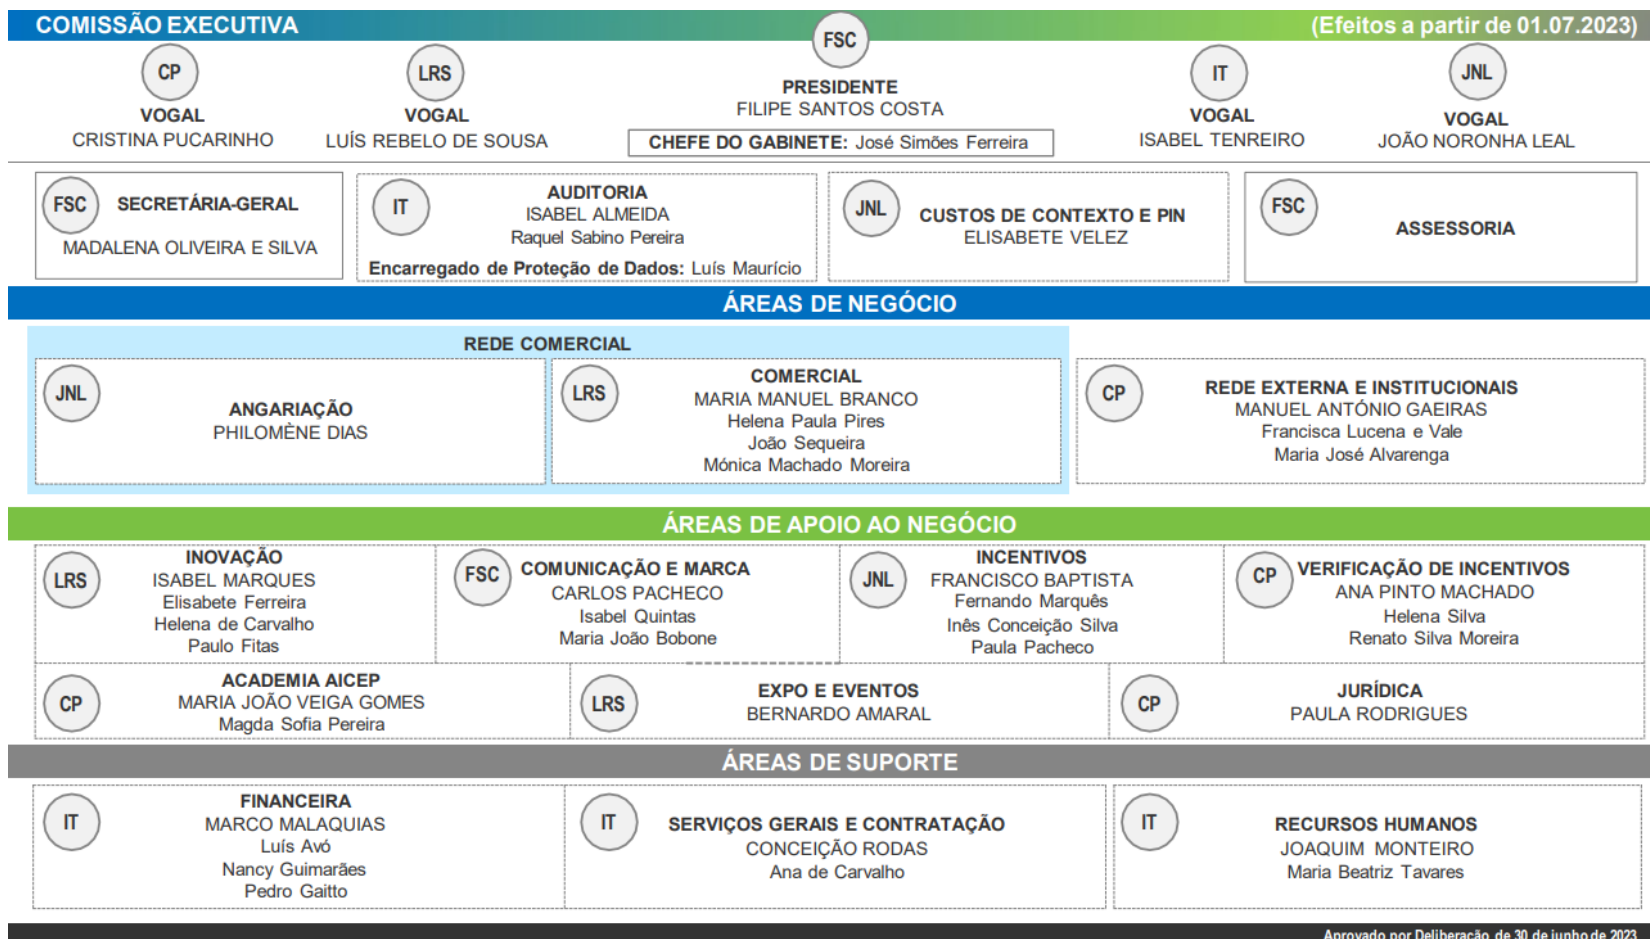 COMISSÃO EXECUTIVA
(Efeitos a partir de 01.07.2023)
CP
VOGAL
CRISTINA PUCARINHO
LRS
VOGAL
LUÍS REBELO DE SOUSA
FSC
PRESIDENTE
FILIPE SANTOS COSTA
CHEFE DO GABINETE: José Simões Ferreira
IT
VOGAL
ISABEL TENREIRO
JNL
VOGAL
JOÃO NORONHA LEAL
FSC
SECRETÁRIA-GERAL
MADALENA OLIVEIRA E SILVA
IT
AUDITORIA
ISABEL ALMEIDA
Raquel Sabino Pereira
Encarregado de Proteção de Dados: Luís Maurício
JNL
CUSTOS DE CONTEXTO E PIN
ELISABETE VELEZ
FSC
ASSESSORIA
ÁREAS DE NEGÓCIO
REDE COMERCIAL
JNL
ANGARIAÇÃO
PHILOMÈNE DIAS
LRS
COMERCIAL
MARIA MANUEL BRANCO
Helena Paula Pires
João Sequeira
Mónica Machado Moreira
CP
REDE EXTERNA E INSTITUCIONAIS
MANUEL ANTÓNIO GAEIRAS
Francisca Lucena e Vale
Maria José Alvarenga
ÁREAS DE APOIO AO NEGÓCIO
LRS
INOVAÇÃO
ISABEL MARQUES
Elisabete Ferreira
Helena de Carvalho
Paulo Fitas
FSC
COMUNICAÇÃO E MARCA
CARLOS PACHECO
Isabel Quintas
Maria João Bobone
JNL
INCENTIVOS
FRANCISCO BAPTISTA
Fernando Marquês
Inês Conceição Silva
Paula Pacheco
CP
VERIFICAÇÃO DE INCENTIVOS
ANA PINTO MACHADO
Helena Silva
Renato Silva Moreira
CP
ACADEMIA AICEP
MARIA JOÃO VEIGA GOMES
Magda Sofia Pereira
LRS
EXPO E EVENTOS
BERNARDO AMARAL
CP
JURÍDICA
PAULA RODRIGUES
ÁREAS DE SUPORTE
IT
FINANCEIRA
MARCO MALAQUIAS
Luís Avó
Nancy Guimarães
Pedro Gaitto
IT
SERVIÇOS GERAIS E CONTRATAÇÃO
CONCEIÇÃO RODAS
Ana de Carvalho
IT
RECURSOS HUMANOS
JOAQUIM MONTEIRO
Maria Beatriz Tavares
Aprovado por Deliberação de 30 de junho de 2023